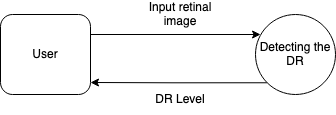 Input retinal
image
User
Detecting the
DR
DR Level